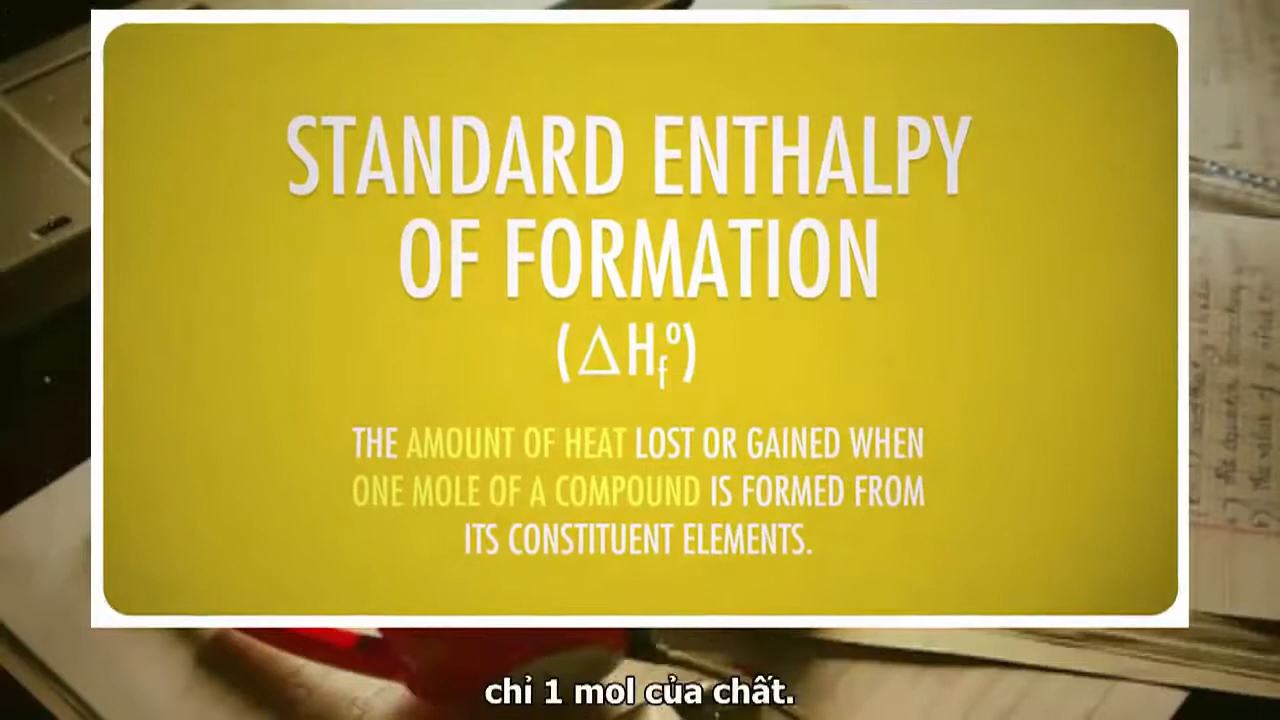 STANDARD ENTHALPY
OF FORMATION
(ΔHfº)
THE AMOUNT OF HEAT LOST OR GAINED WHEN
ONE MOLE OF A COMPOUND IS FORMED FROM
ITS CONSTITUENT ELEMENTS.
chỉ 1 mol của chất.